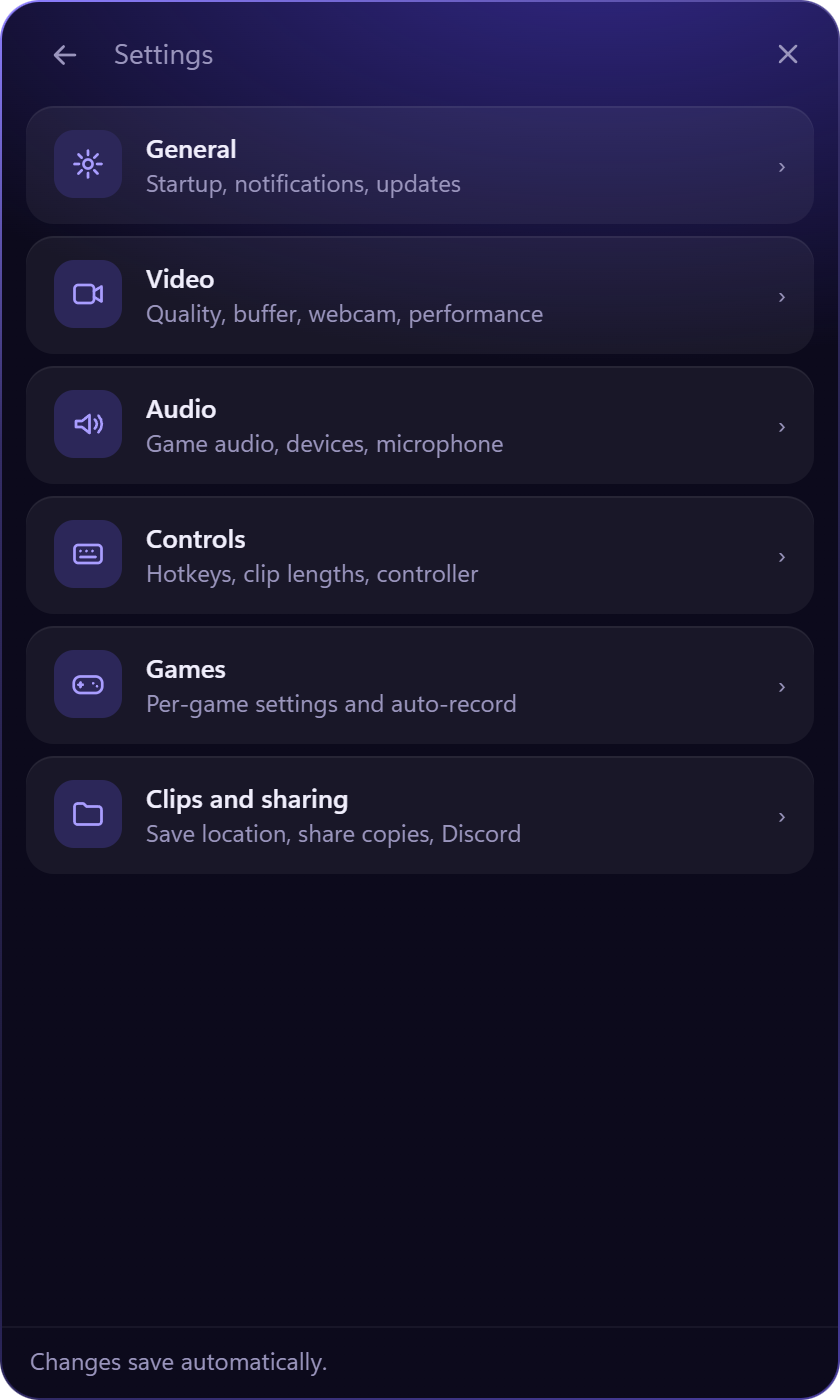 Settings
General
Startup, notifications, updates
Video
Quality, buffer, webcam, performance
Audio
Game audio, devices, microphone
Controls
Hotkeys, clip lengths, controller
Games
Per-game settings and auto-record
Clips and sharing
Save location, share copies, Discord
Changes save automatically.